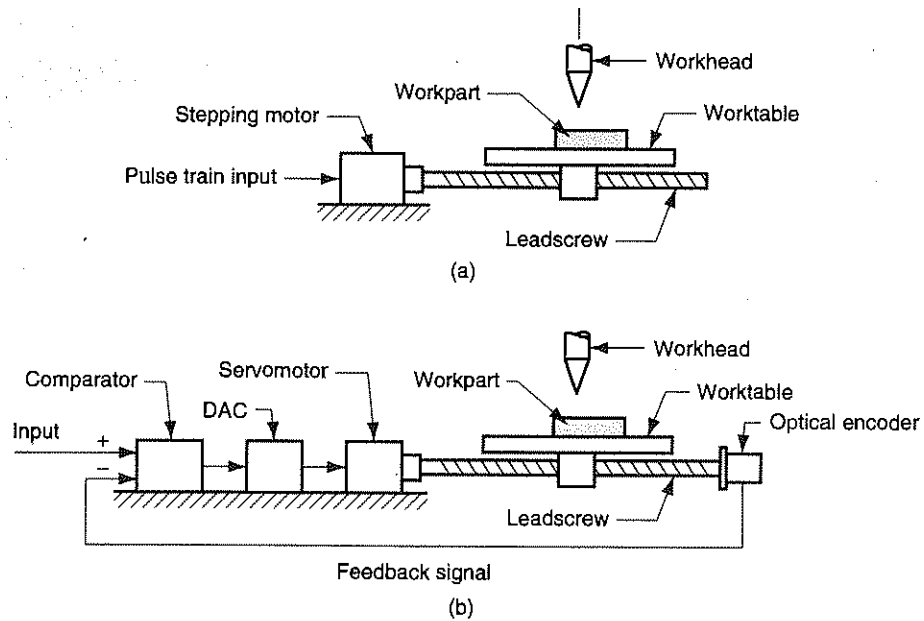 Workhead
Workpart
Worktable
Stepping motor
Pulse train input
Leadscrew
(a)
Workhead
Servomotor
Workpart
Comparator
Worktable
DAC
Optical encoder
Input
+
−
Leadscrew
Feedback signal
(b)